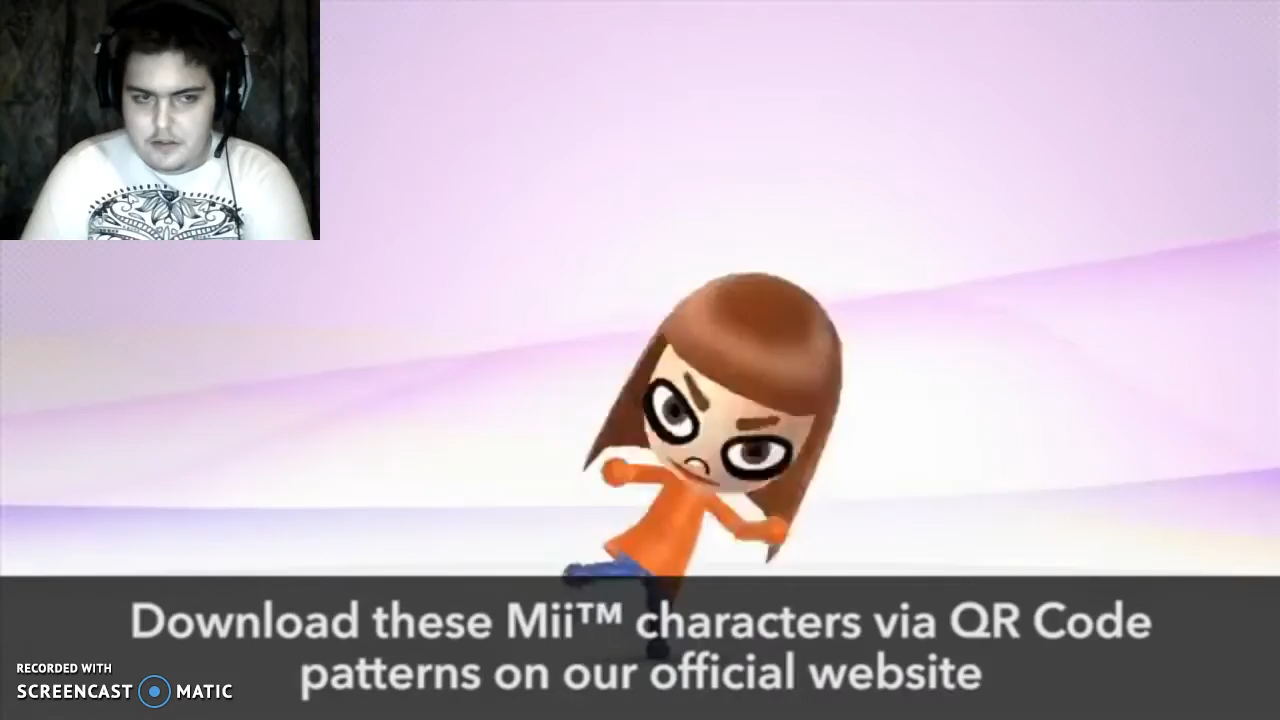 Download these Mii™ characters via QR Code
patterns on our official website
RECORDED WITH
SCREENCAST MATIC